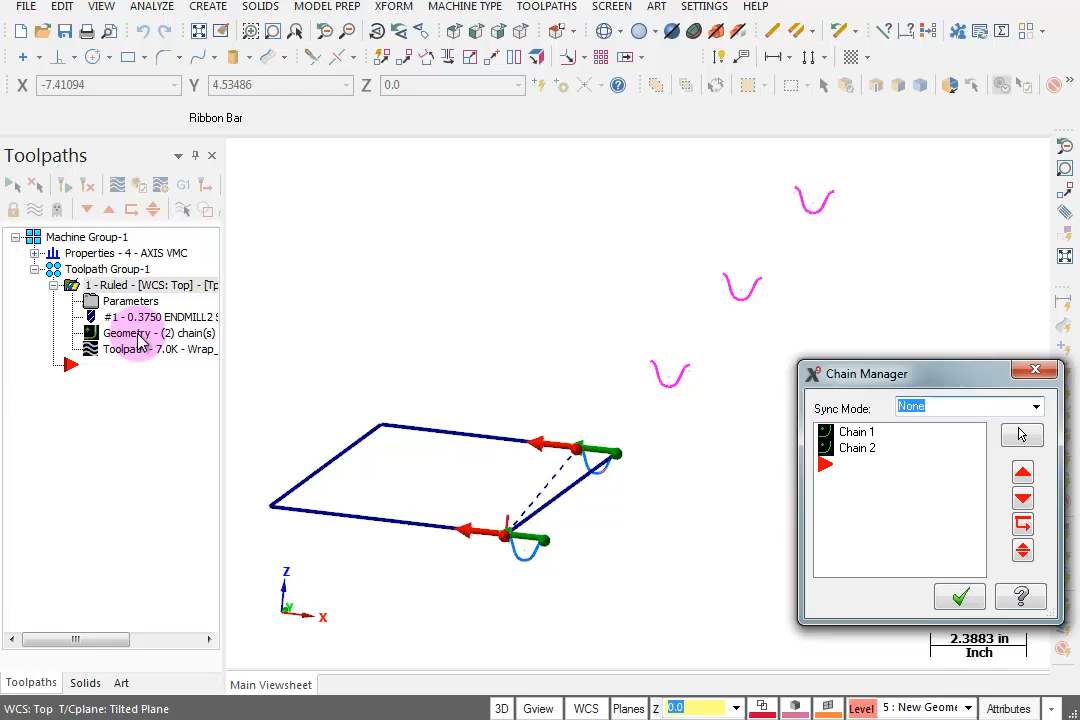 FILE EDIT VIEW ANALYZE CREATE SOLIDS MODEL PREP XFORM MACHINE TYPE TOOLPATHS SCREEN ART SETTINGS HELP
X -7.41094 Y 4.53486 Z 0.0
Ribbon Bar
Toolpaths
G1
Machine Group-1
Properties - 4 - AXIS VMC
Toolpath Group-1
1 - Ruled - [WCS: Top] - [Tp
Parameters
#1 - 0.3750 ENDMILL2 S
Geometry - (2) chain(s)
Toolpath - 7.0K - Wrap_
Chain Manager
Sync Mode: None
Chain 1
Chain 2
Z
Y
X
2.3883 in
Inch
Toolpaths Solids Art
Main Viewsheet
WCS: Top T/Cplane: Tilted Plane 3D Gview WCS Planes Z 0.0 Level 5 : New Geome Attributes